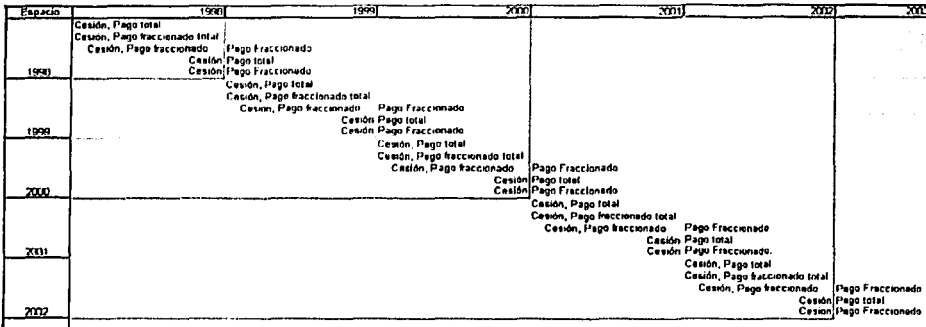 Espacio 1998 1999 2000 2001 2002 2003
Cesión, Pago total
Cesión, Pago fraccionado total
Cesión, Pago fraccionado Pago Fraccionado
Cesión Pago total
Cesión Pago Fraccionado
1998
Cesión, Pago total
Cesión, Pago fraccionado total
Cesión, Pago fraccionado Pago Fraccionado
Cesión Pago total
1999 Cesión Pago Fraccionado
Cesión, Pago total
Cesión, Pago fraccionado total
Cesión, Pago fraccionado Pago Fraccionado
Cesión Pago total
2000 Cesión Pago Fraccionado
Cesión, Pago total
Cesión, Pago fraccionado total
Cesión, Pago fraccionado Pago Fraccionado
Cesión Pago total
2001 Cesión Pago Fraccionado.
Cesión, Pago total
Cesión, Pago fraccionado total
Cesión, Pago fraccionado Pago Fraccionado
Cesión Pago total
2002 Cesion Pago Fraccionado